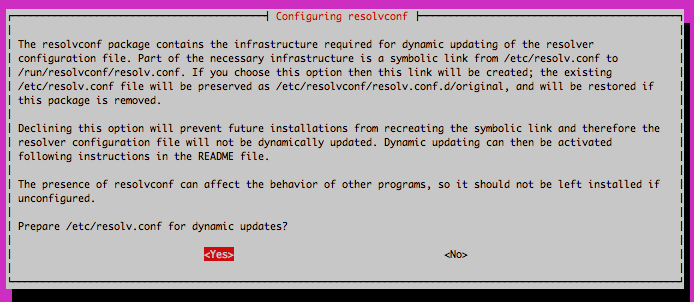 Configuring resolvconf
The resolvconf package contains the infrastructure required for dynamic updating of the resolver
configuration file. Part of the necessary infrastructure is a symbolic link from /etc/resolv.conf to
/run/resolvconf/resolv.conf. If you choose this option then this link will be created; the existing
/etc/resolv.conf file will be preserved as /etc/resolvconf/resolv.conf.d/original, and will be restored if
this package is removed.
Declining this option will prevent future installations from recreating the symbolic link and therefore the
resolver configuration file will not be dynamically updated. Dynamic updating can then be activated
following instructions in the README file.
The presence of resolvconf can affect the behavior of other programs, so it should not be left installed if
unconfigured.
Prepare /etc/resolv.conf for dynamic updates?
<Yes> <No>